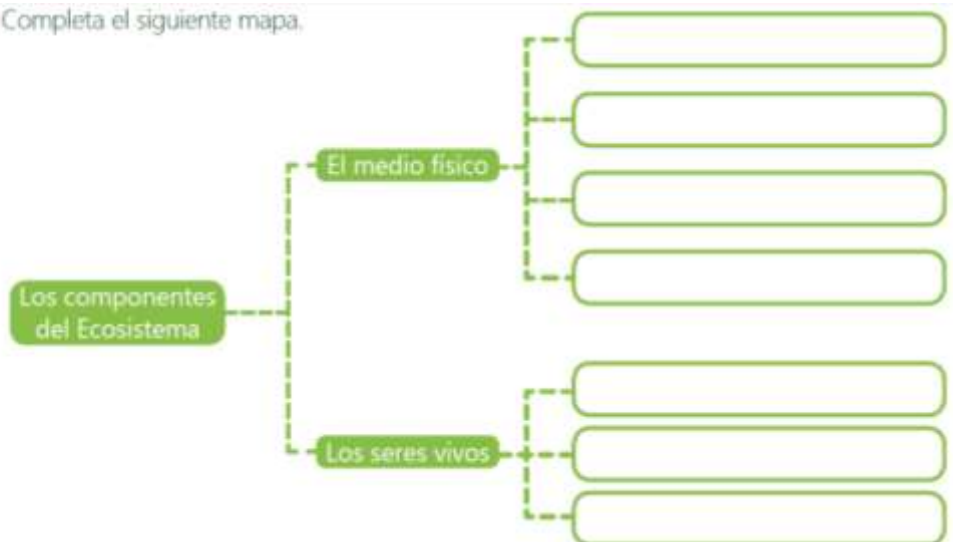 Completa el siguiente mapa.
El medio físico
Los componentes
del Ecosistema
Los seres vivos